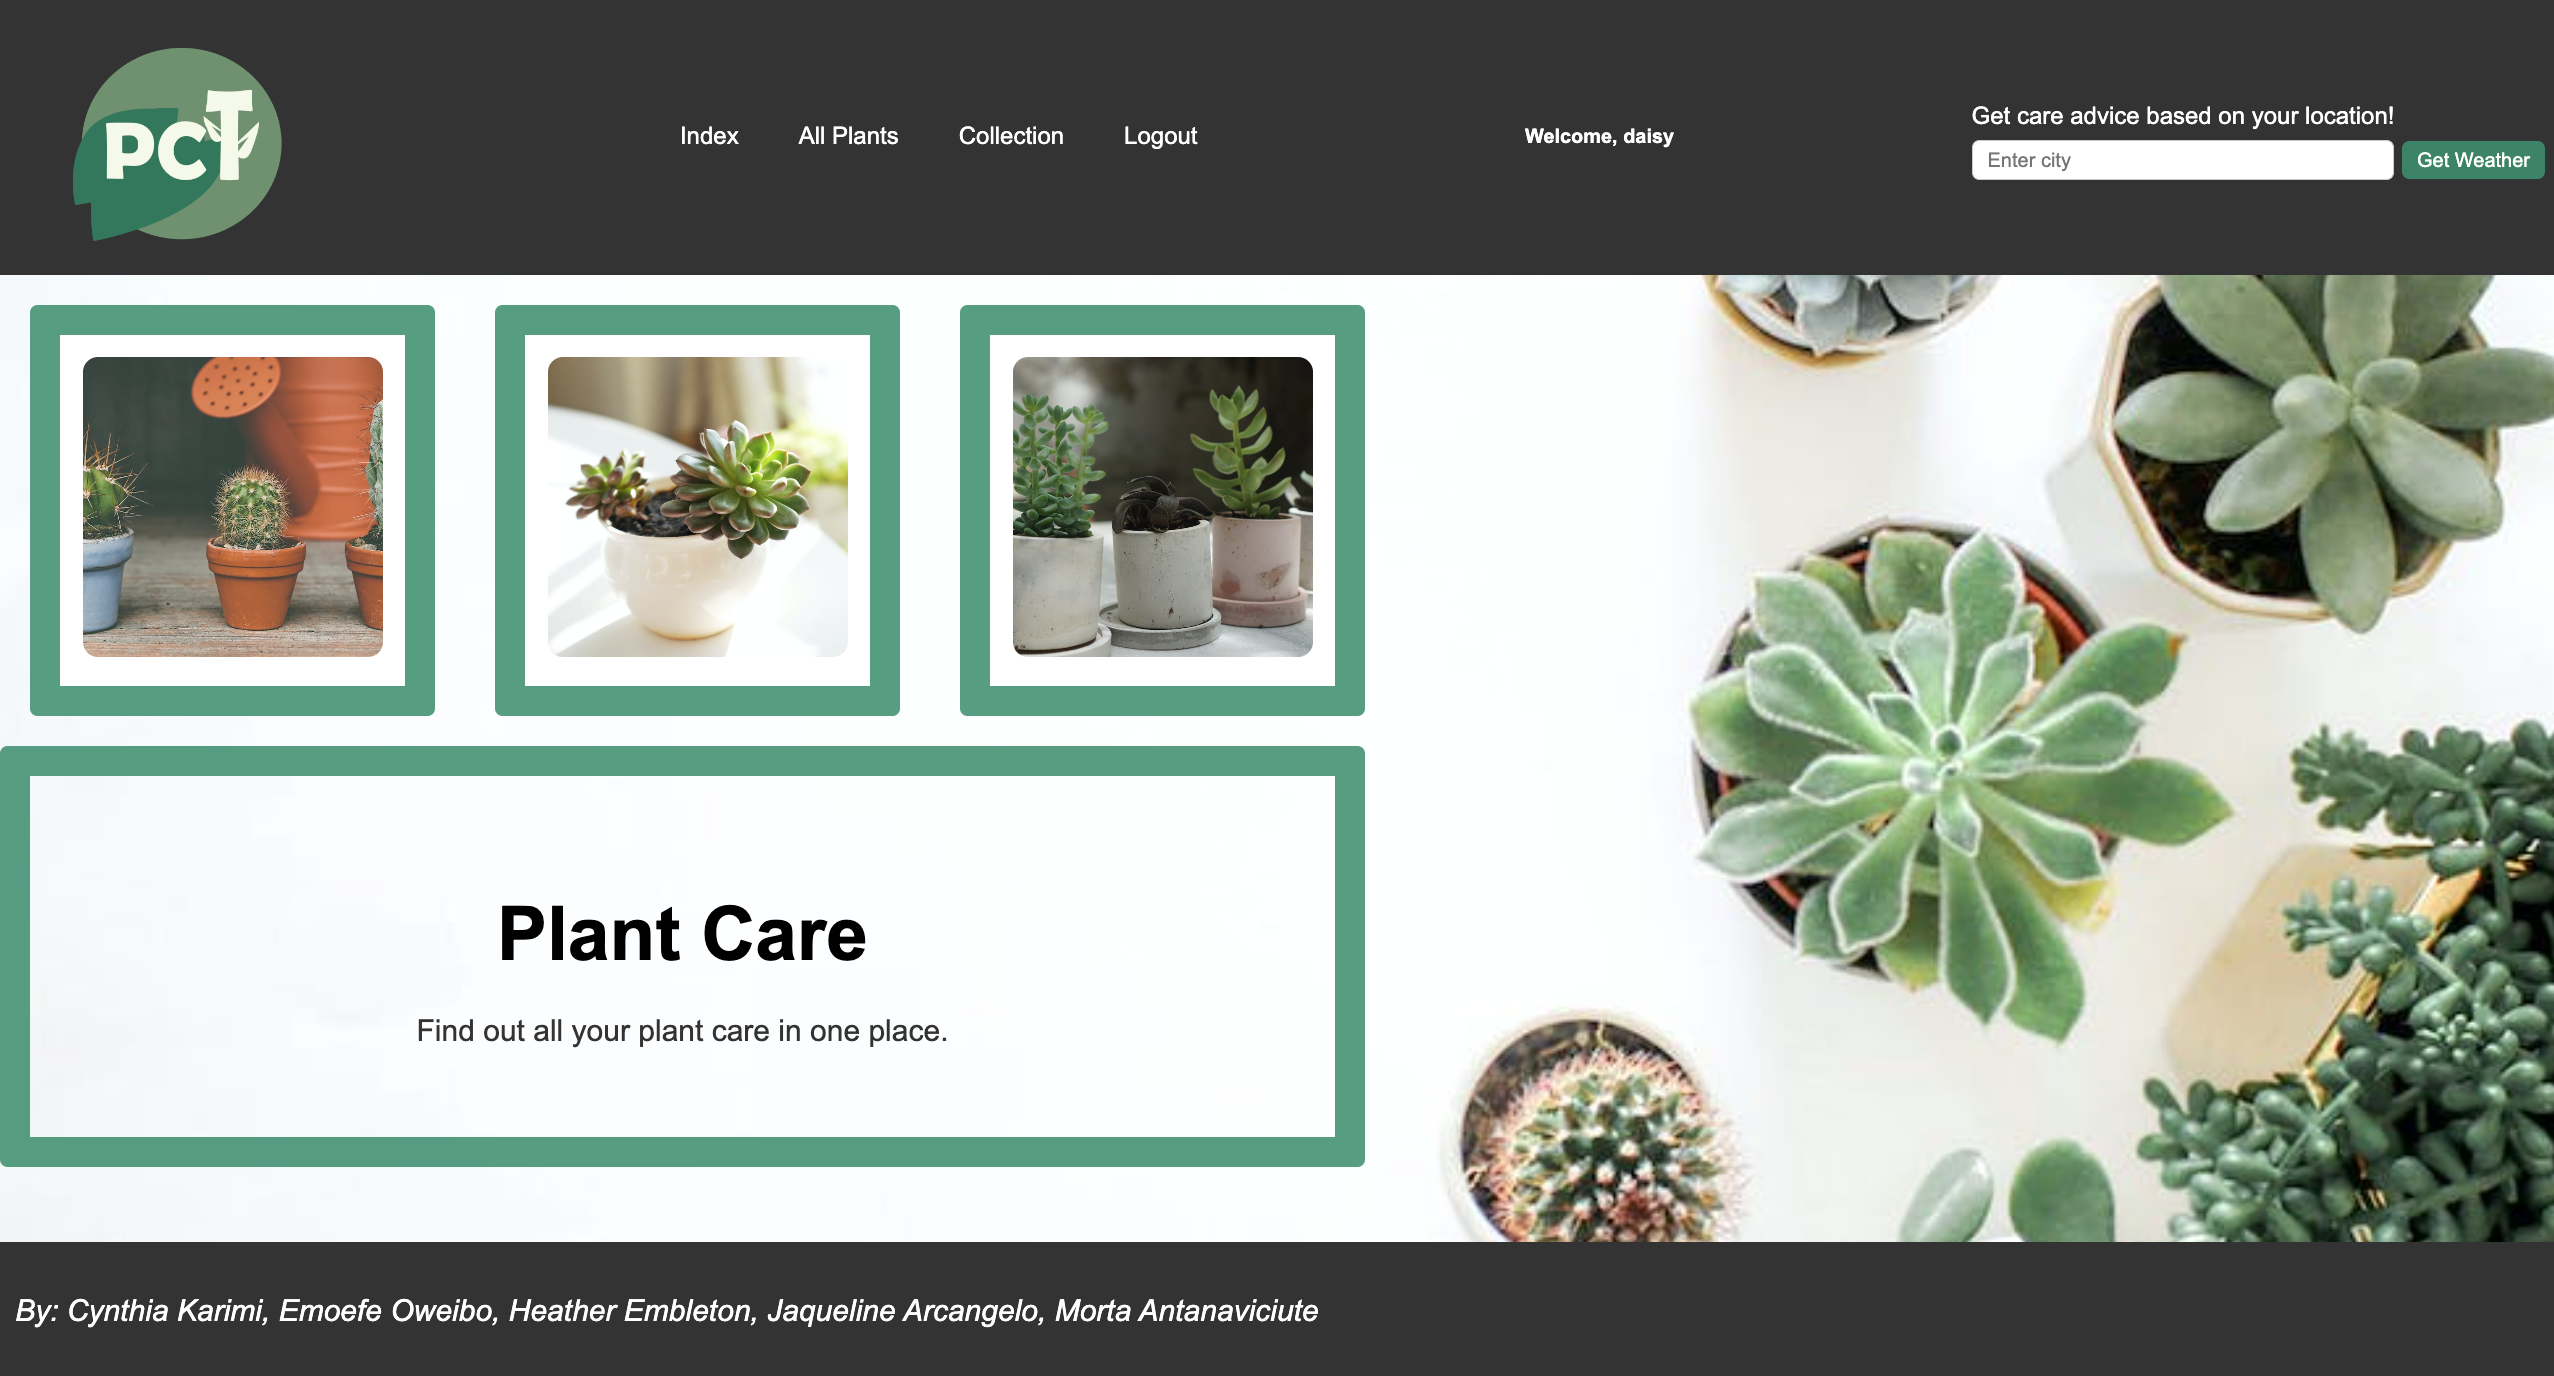 PCT
Index
All Plants
Collection
Logout
Welcome, daisy
Get care advice based on your location!
Enter city
Get Weather
Plant Care
Find out all your plant care in one place.
By: Cynthia Karimi, Emoefe Oweibo, Heather Embleton, Jaqueline Arcangelo, Morta Antanaviciute